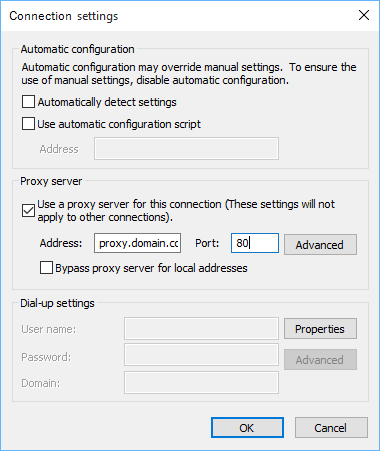 Connection settings
Automatic configuration
Automatic configuration may override manual settings. To ensure the
use of manual settings, disable automatic configuration.
Automatically detect settings
Use automatic configuration script
Address
Proxy server
Use a proxy server for this connection (These settings will not
apply to other connections).
Address: proxy.domain.cc Port: 80 Advanced
Bypass proxy server for local addresses
Dial-up settings
User name: Properties
Password: Advanced
Domain:
OK Cancel